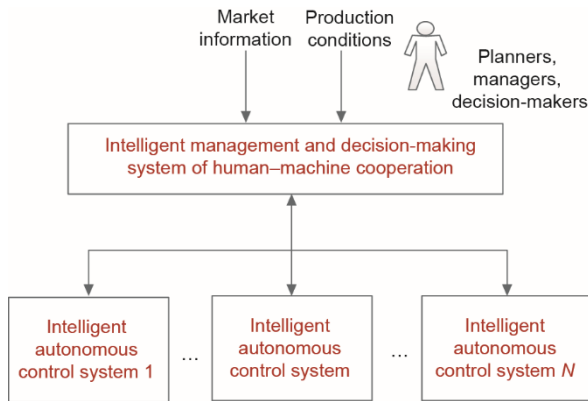 Market
information
Production
conditions
Planners,
managers,
decision-makers
Intelligent management and decision-making
system of human–machine cooperation
Intelligent
autonomous
control system 1
...
Intelligent
autonomous
control system
...
Intelligent
autonomous
control system N